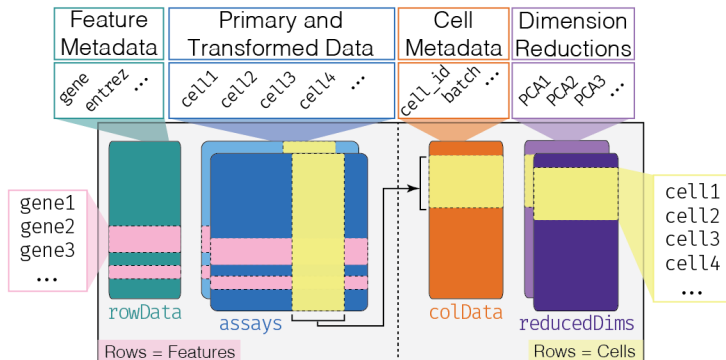 Feature
Metadata
Primary and
Transformed Data
Cell
Metadata
Dimension
Reductions
gene
entrez
...
cell1
cell2
cell3
cell4
...
cell_id
batch
...
PCA1
PCA2
PCA3
...
gene1
gene2
gene3
...
cell1
cell2
cell3
cell4
...
rowData
assays
colData
reducedDims
Rows = Features
Rows = Cells